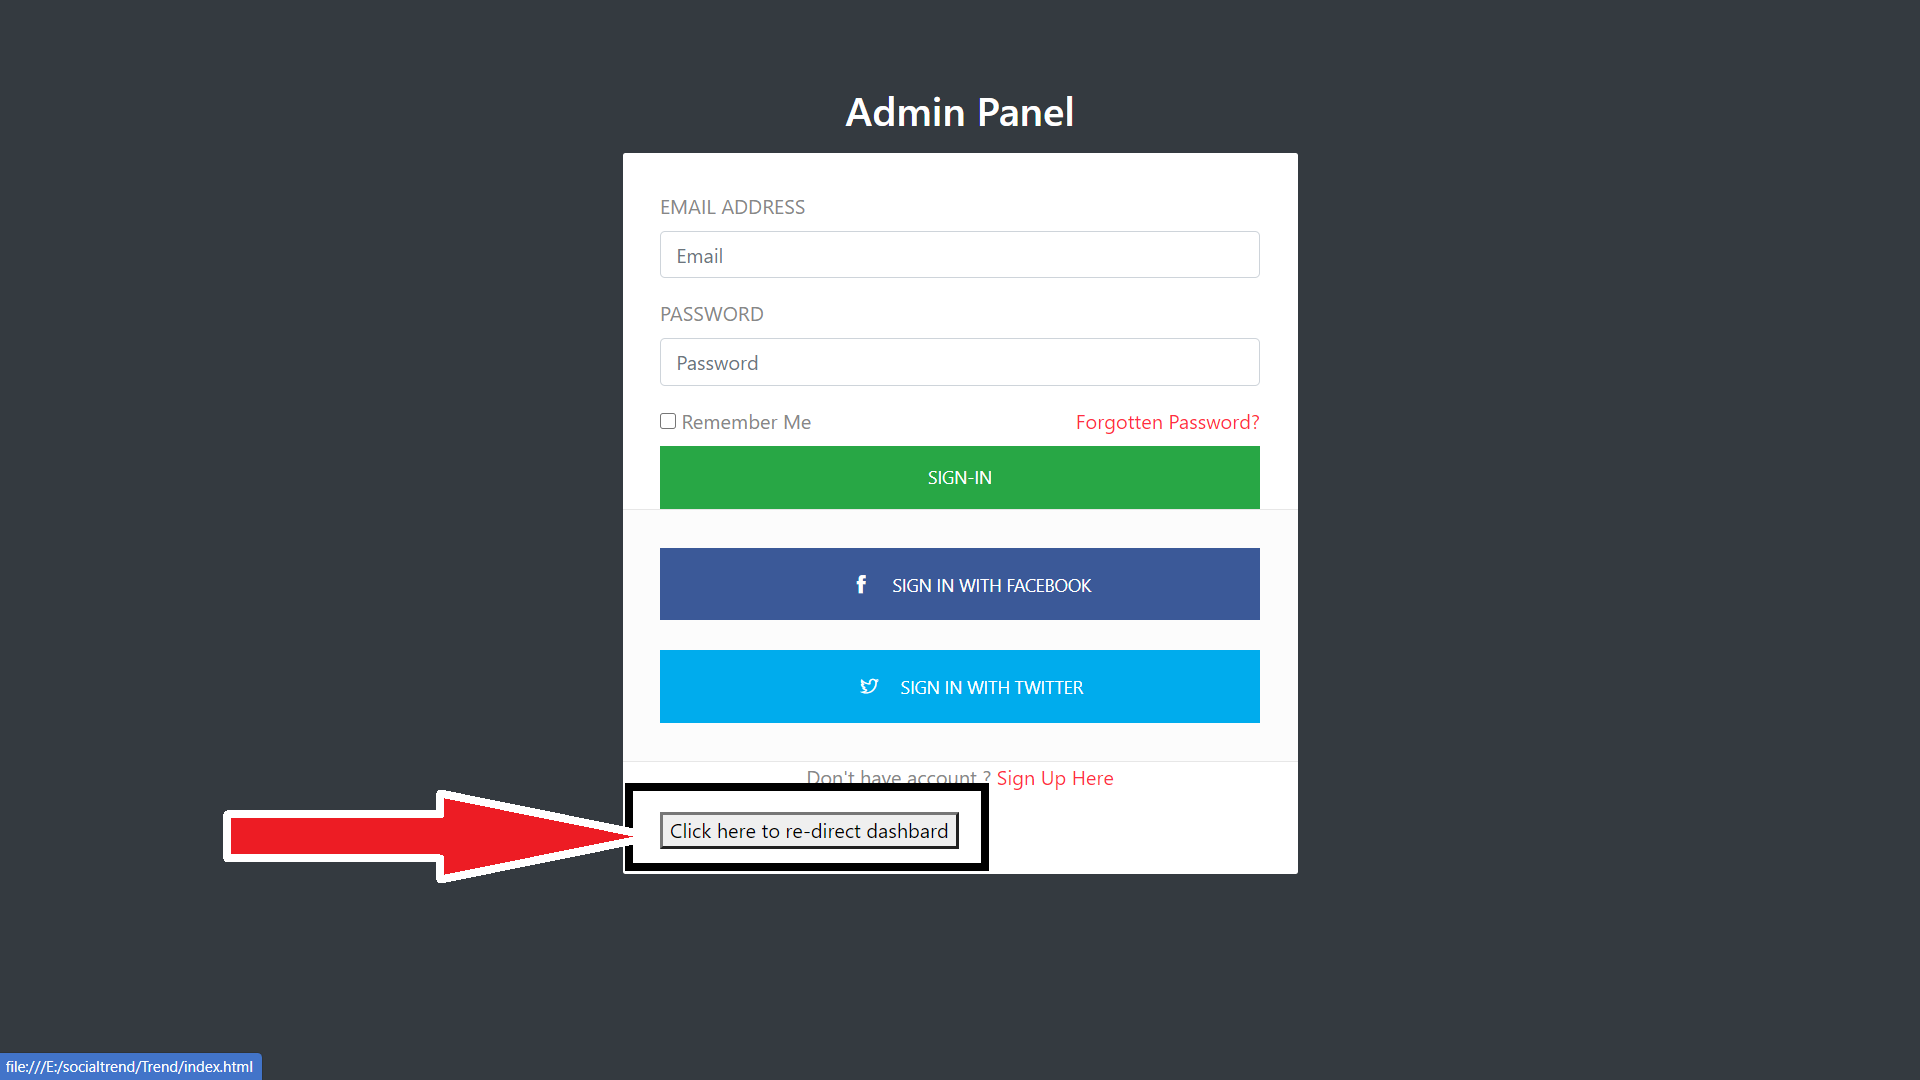 Admin Panel
EMAIL ADDRESS
Email
PASSWORD
Password
Remember Me
Forgotten Password?
SIGN-IN
SIGN IN WITH FACEBOOK
SIGN IN WITH TWITTER
Don't have account ? Sign Up Here
Click here to re-direct dashbard
file:///E:/socialtrend/Trend/index.html